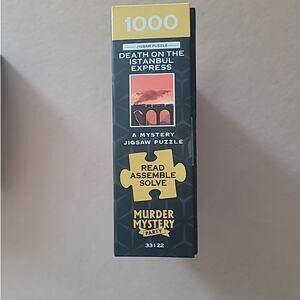 1000
JIGSAW PUZZLE
DEATH ON THE
ISTANBUL
EXPRESS
A MYSTERY
JIGSAW PUZZLE
READ
ASSEMBLE
SOLVE
MURDER
MYSTERY
PARTY
33122